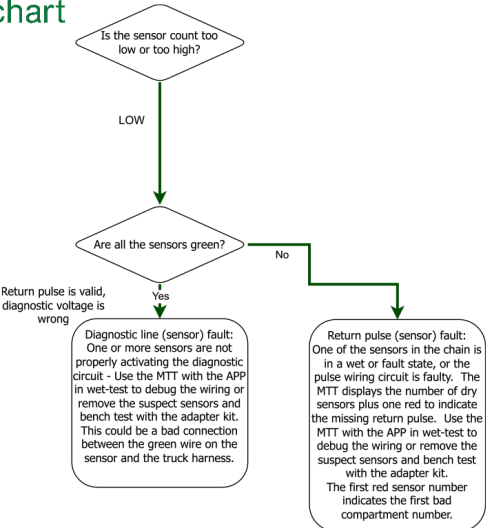 chart
Is the sensor count too
low or too high?
LOW
Are all the sensors green?
No
Return pulse is valid,
diagnostic voltage is
wrong
Yes
Diagnostic line (sensor) fault:
One or more sensors are not
properly activating the diagnostic
circuit - Use the MTT with the APP
in wet-test to debug the wiring or
remove the suspect sensors and
bench test with the adapter kit.
This could be a bad connection
between the green wire on the
sensor and the truck harness.
Return pulse (sensor) fault:
One of the sensors in the chain is
in a wet or fault state, or the
pulse wiring circuit is faulty. The
MTT displays the number of dry
sensors plus one red to indicate
the missing return pulse. Use the
MTT with the APP in wet-test to
debug the wiring or remove the
suspect sensors and bench test
with the adapter kit.
The first red sensor number
indicates the first bad
compartment number.